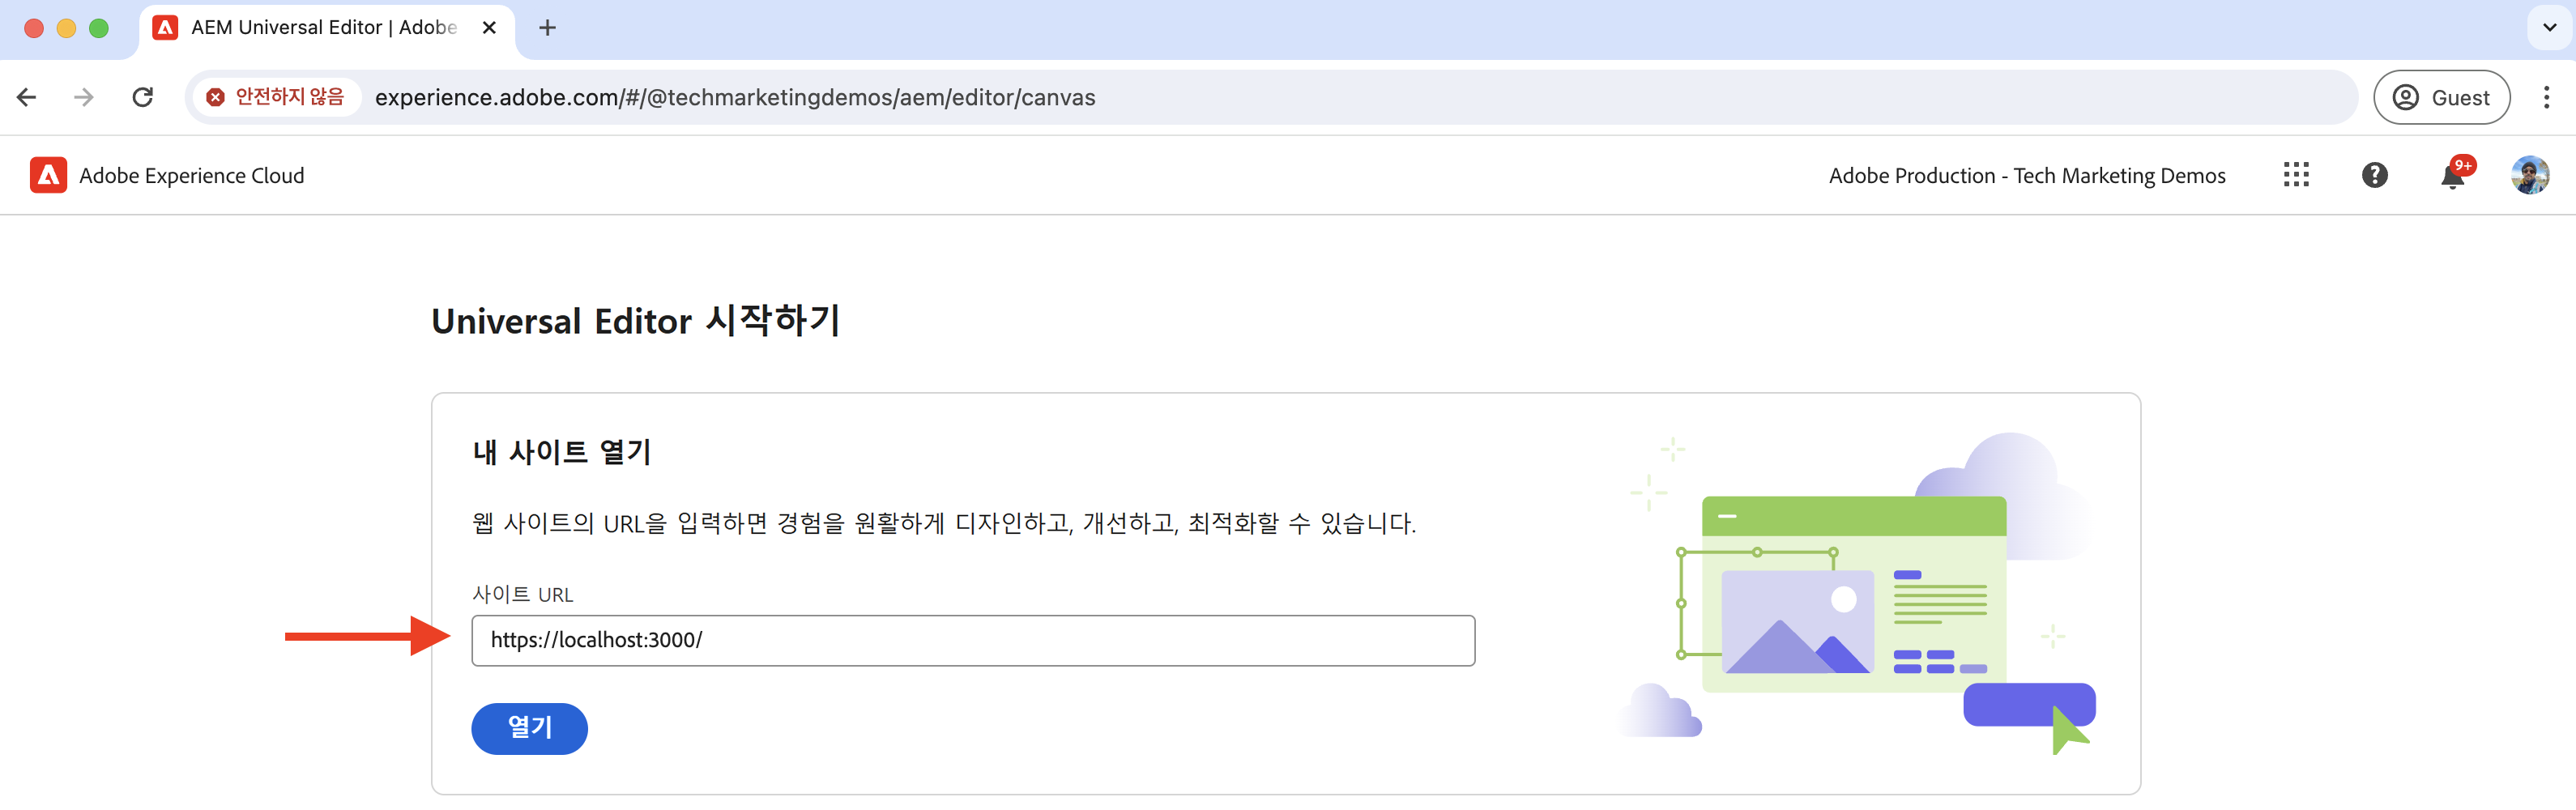 AEM Universal Editor | Adobe
안전하지 않음
experience.adobe.com/#/@techmarketingdemos/aem/editor/canvas
Guest
Adobe Experience Cloud
Adobe Production - Tech Marketing Demos
9+
Universal Editor 시작하기
내 사이트 열기
웹 사이트의 URL을 입력하면 경험을 원활하게 디자인하고, 개선하고, 최적화할 수 있습니다.
사이트 URL
https://localhost:3000/
열기